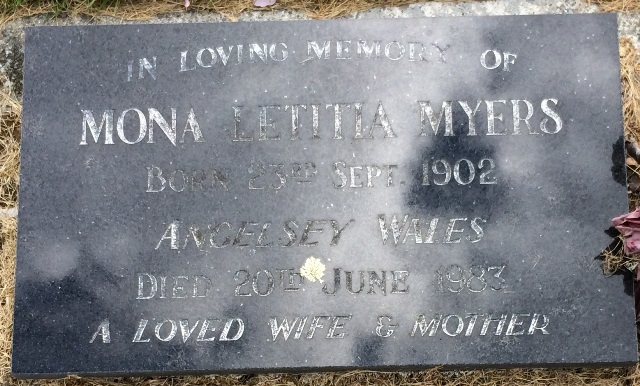 IN LOVING MEMORY OF
MONA LETITIA MYERS
BORN 23RD SEPT. 1902
ANGELSEY WALES
DIED 20TH JUNE 1983
A LOVED WIFE & MOTHER